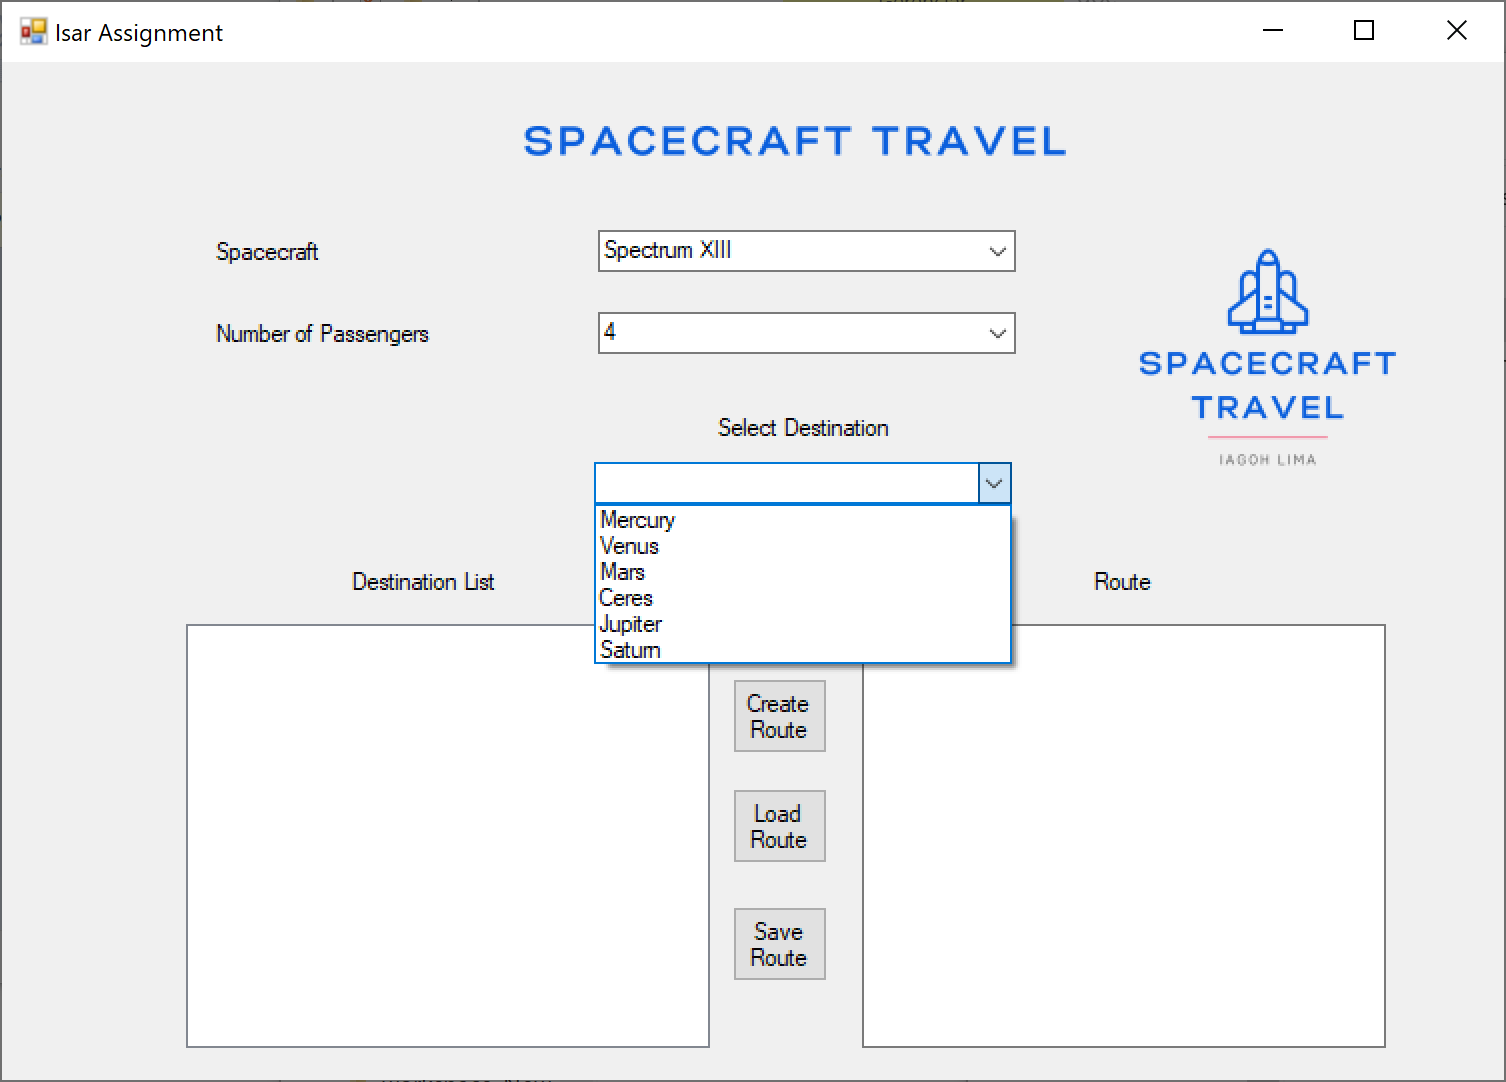 Isar Assignment
SPACECRAFT TRAVEL
Spacecraft
Spectrum XIII
Number of Passengers
4
SPACECRAFT
TRAVEL
IAGOH LIMA
Select Destination
Mercury
Venus
Mars
Ceres
Jupiter
Saturn
Destination List
Route
Create
Route
Load
Route
Save
Route